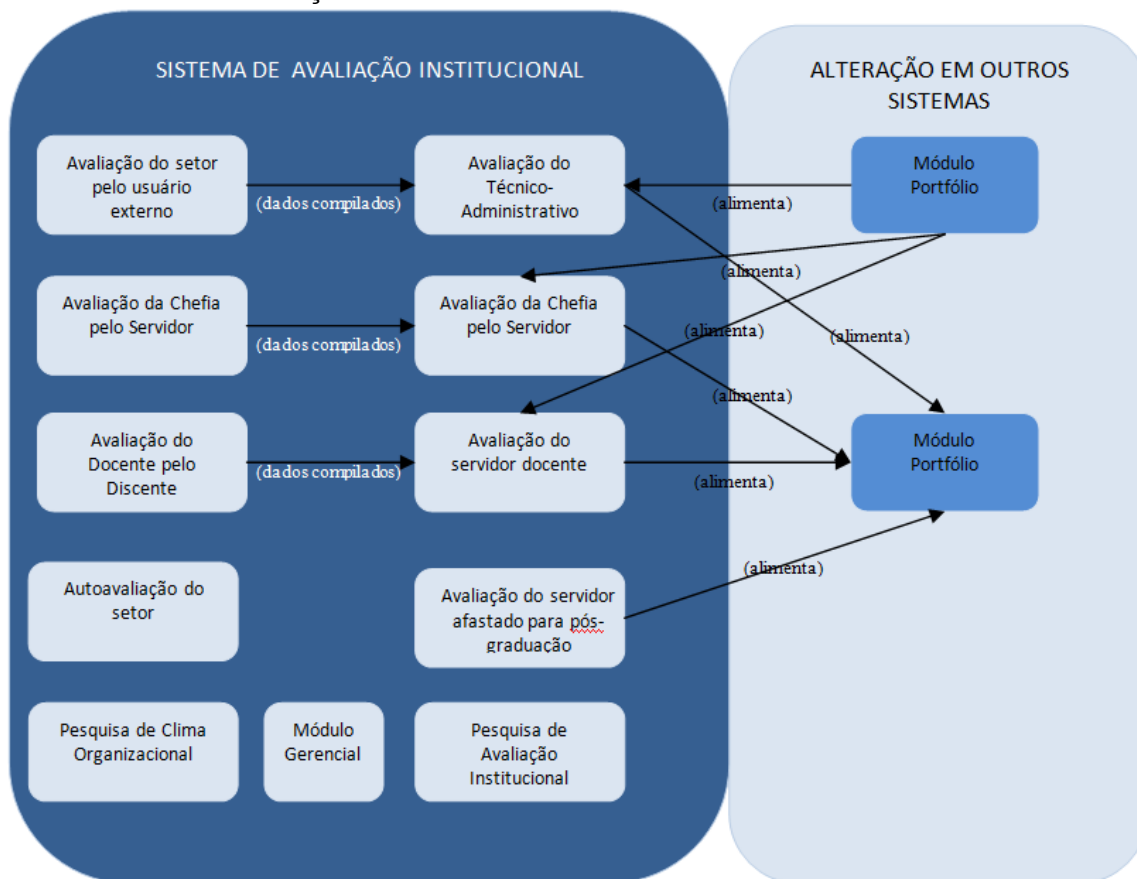 SISTEMA DE AVALIAÇÃO INSTITUCIONAL
ALTERAÇÃO EM OUTROS
SISTEMAS
Avaliação do setor
pelo usuário
externo
(dados compilados)
Avaliação do
Técnico-
Administrativo
(alimenta)
Módulo
Portfólio
Avaliação da Chefia
pelo Servidor
(dados compilados)
Avaliação da Chefia
pelo Servidor
(alimenta)
(alimenta)
(alimenta)
(alimenta)
Avaliação do
Docente pelo
Discente
(dados compilados)
Avaliação do
servidor docente
(alimenta)
Módulo
Portfólio
Autoavaliação do
setor
Avaliação do servidor
afastado para pós-
graduação
(alimenta)
Pesquisa de Clima
Organizacional
Módulo
Gerencial
Pesquisa de
Avaliação
Institucional